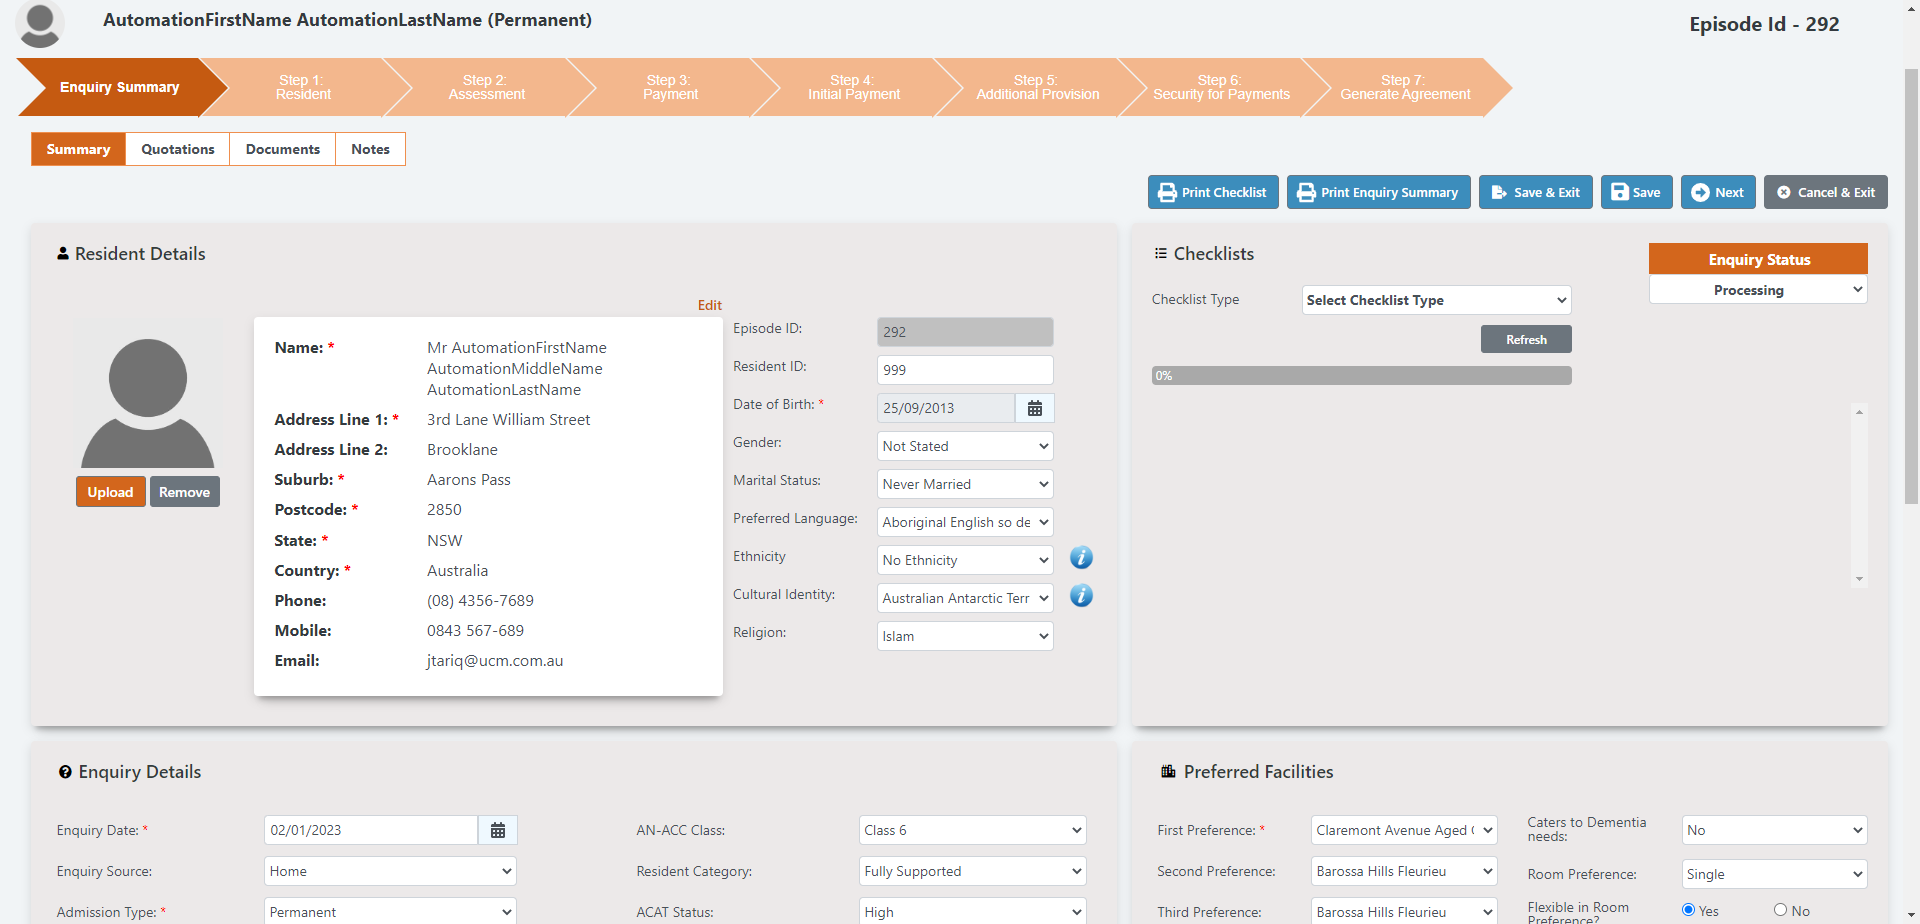 AutomationFirstName AutomationLastName (Permanent)
Episode Id - 292
Enquiry Summary
Step 1:
Resident
Step 2:
Assessment
Step 3:
Payment
Step 4:
Initial Payment
Step 5:
Additional Provision
Step 6:
Security for Payments
Step 7:
Generate Agreement
Summary
Quotations
Documents
Notes
Print Checklist
Print Enquiry Summary
Save & Exit
Save
Next
Cancel & Exit
Resident Details
Edit
Upload
Remove
Name: * Mr AutomationFirstName
AutomationMiddleName
AutomationLastName
Address Line 1: * 3rd Lane William Street
Address Line 2: Brooklane
Suburb: * Aarons Pass
Postcode: * 2850
State: * NSW
Country: * Australia
Phone: (08) 4356-7689
Mobile: 0843 567-689
Email: jtariq@ucm.com.au
Episode ID: 292
Resident ID: 999
Date of Birth: * 25/09/2013
Gender: Not Stated
Marital Status: Never Married
Preferred Language: Aboriginal English so de
Ethnicity No Ethnicity
Cultural Identity: Australian Antarctic Terr
Religion: Islam
Checklists
Enquiry Status
Processing
Checklist Type Select Checklist Type
Refresh
0%
Enquiry Details
Enquiry Date: * 02/01/2023
Enquiry Source: Home
Admission Type: * Permanent
AN-ACC Class: Class 6
Resident Category: Fully Supported
ACAT Status: High
Preferred Facilities
First Preference: * Claremont Avenue Aged
Second Preference: Barossa Hills Fleurieu
Third Preference: Barossa Hills Fleurieu
Caters to Dementia
needs: No
Room Preference: Single
Flexible in Room
Preference? Yes No